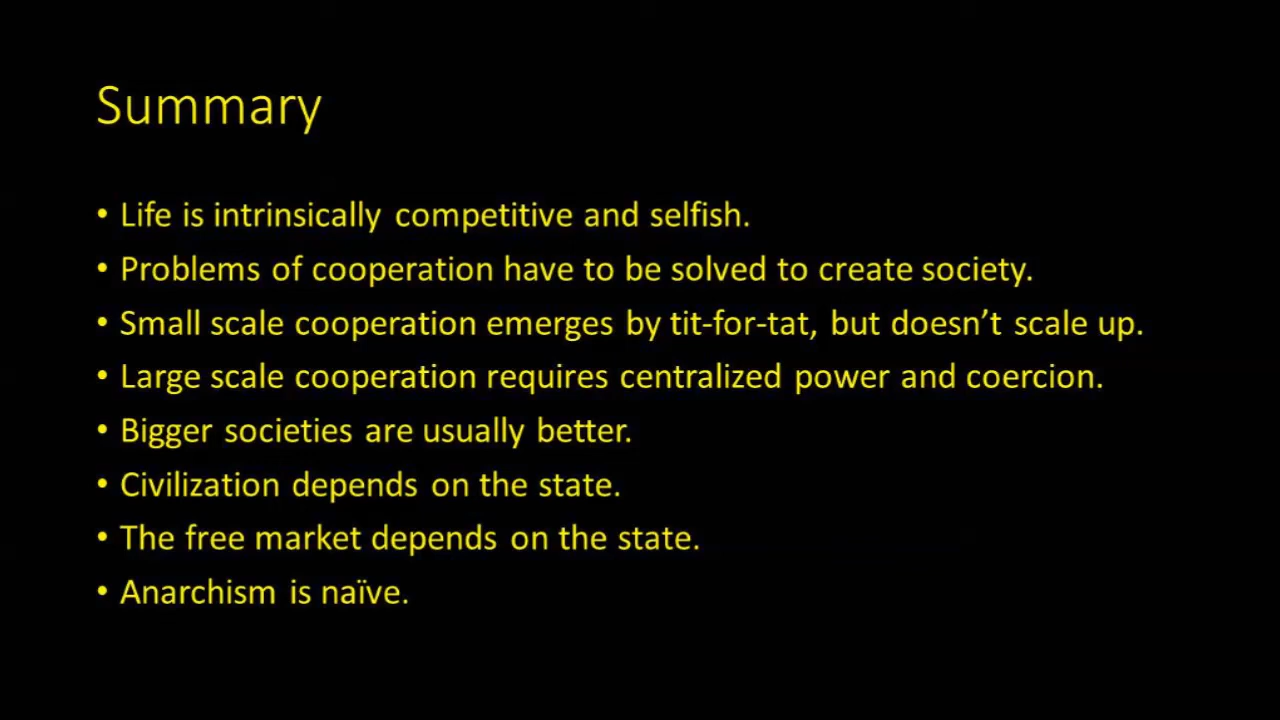 Summary
• Life is intrinsically competitive and selfish.
• Problems of cooperation have to be solved to create society.
• Small scale cooperation emerges by tit-for-tat, but doesn’t scale up.
• Large scale cooperation requires centralized power and coercion.
• Bigger societies are usually better.
• Civilization depends on the state.
• The free market depends on the state.
• Anarchism is naïve.